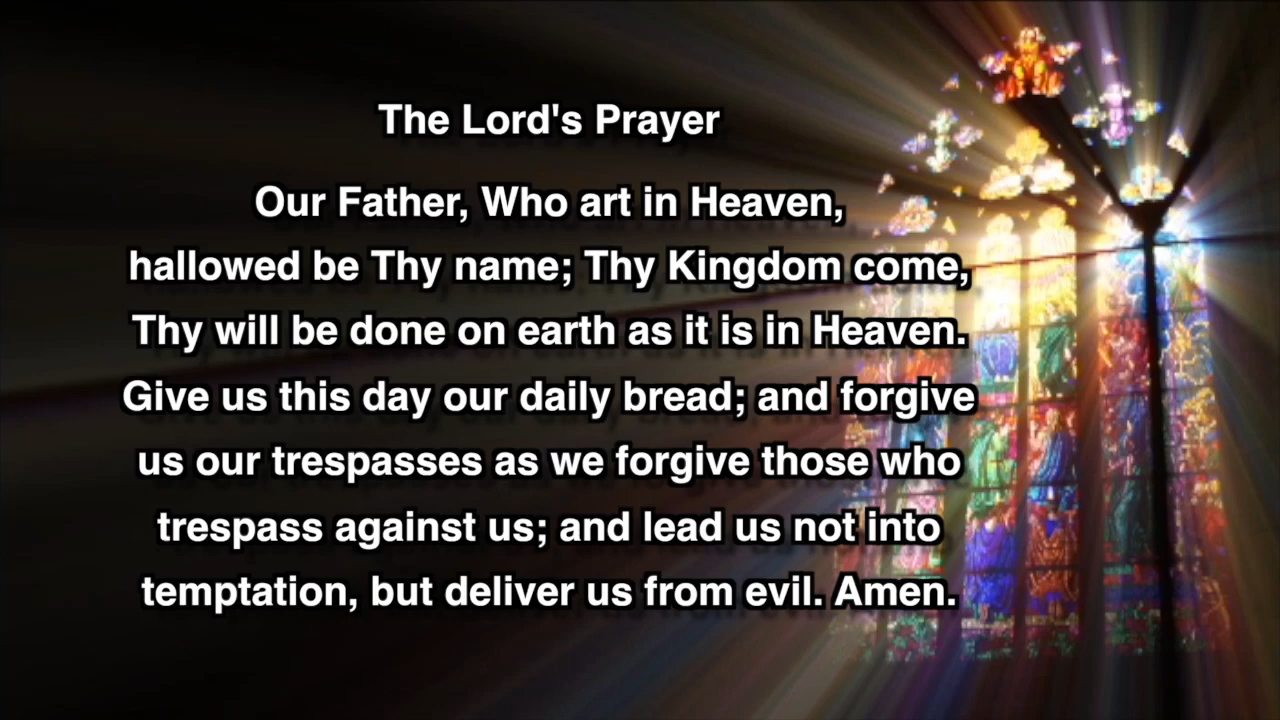 The Lord's Prayer
Our Father, Who art in Heaven,
hallowed be Thy name; Thy Kingdom come,
Thy will be done on earth as it is in Heaven.
Give us this day our daily bread; and forgive
us our trespasses as we forgive those who
trespass against us; and lead us not into
temptation, but deliver us from evil. Amen.